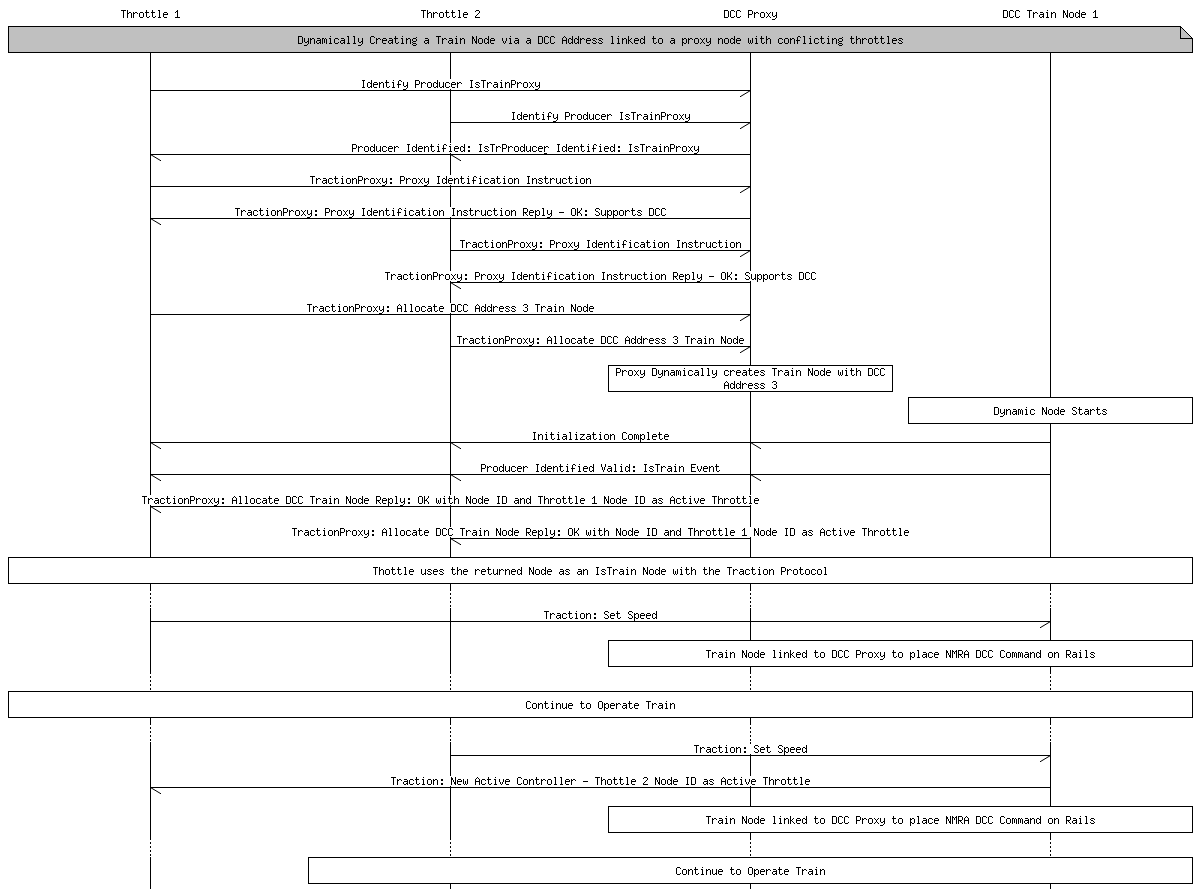 Throttle 1 Throttle 2 DCC Proxy DCC Train Node 1
Dynamically Creating a Train Node via a DCC Address linked to a proxy node with conflicting throttles
Identify Producer IsTrainProxy
Identify Producer IsTrainProxy
Producer Identified: IsTrProducer Identified: IsTrainProxy
TractionProxy: Proxy Identification Instruction
TractionProxy: Proxy Identification Instruction Reply - OK: Supports DCC
TractionProxy: Proxy Identification Instruction
TractionProxy: Proxy Identification Instruction Reply - OK: Supports DCC
TractionProxy: Allocate DCC Address 3 Train Node
TractionProxy: Allocate DCC Address 3 Train Node
Proxy Dynamically creates Train Node with DCC
Address 3
Dynamic Node Starts
Initialization Complete
Producer Identified Valid: IsTrain Event
TractionProxy: Allocate DCC Train Node Reply: OK with Node ID and Throttle 1 Node ID as Active Throttle
TractionProxy: Allocate DCC Train Node Reply: OK with Node ID and Throttle 1 Node ID as Active Throttle
Thottle uses the returned Node as an IsTrain Node with the Traction Protocol
Traction: Set Speed
Train Node linked to DCC Proxy to place NMRA DCC Command on Rails
Continue to Operate Train
Traction: Set Speed
Traction: New Active Controller - Thottle 2 Node ID as Active Throttle
Train Node linked to DCC Proxy to place NMRA DCC Command on Rails
Continue to Operate Train